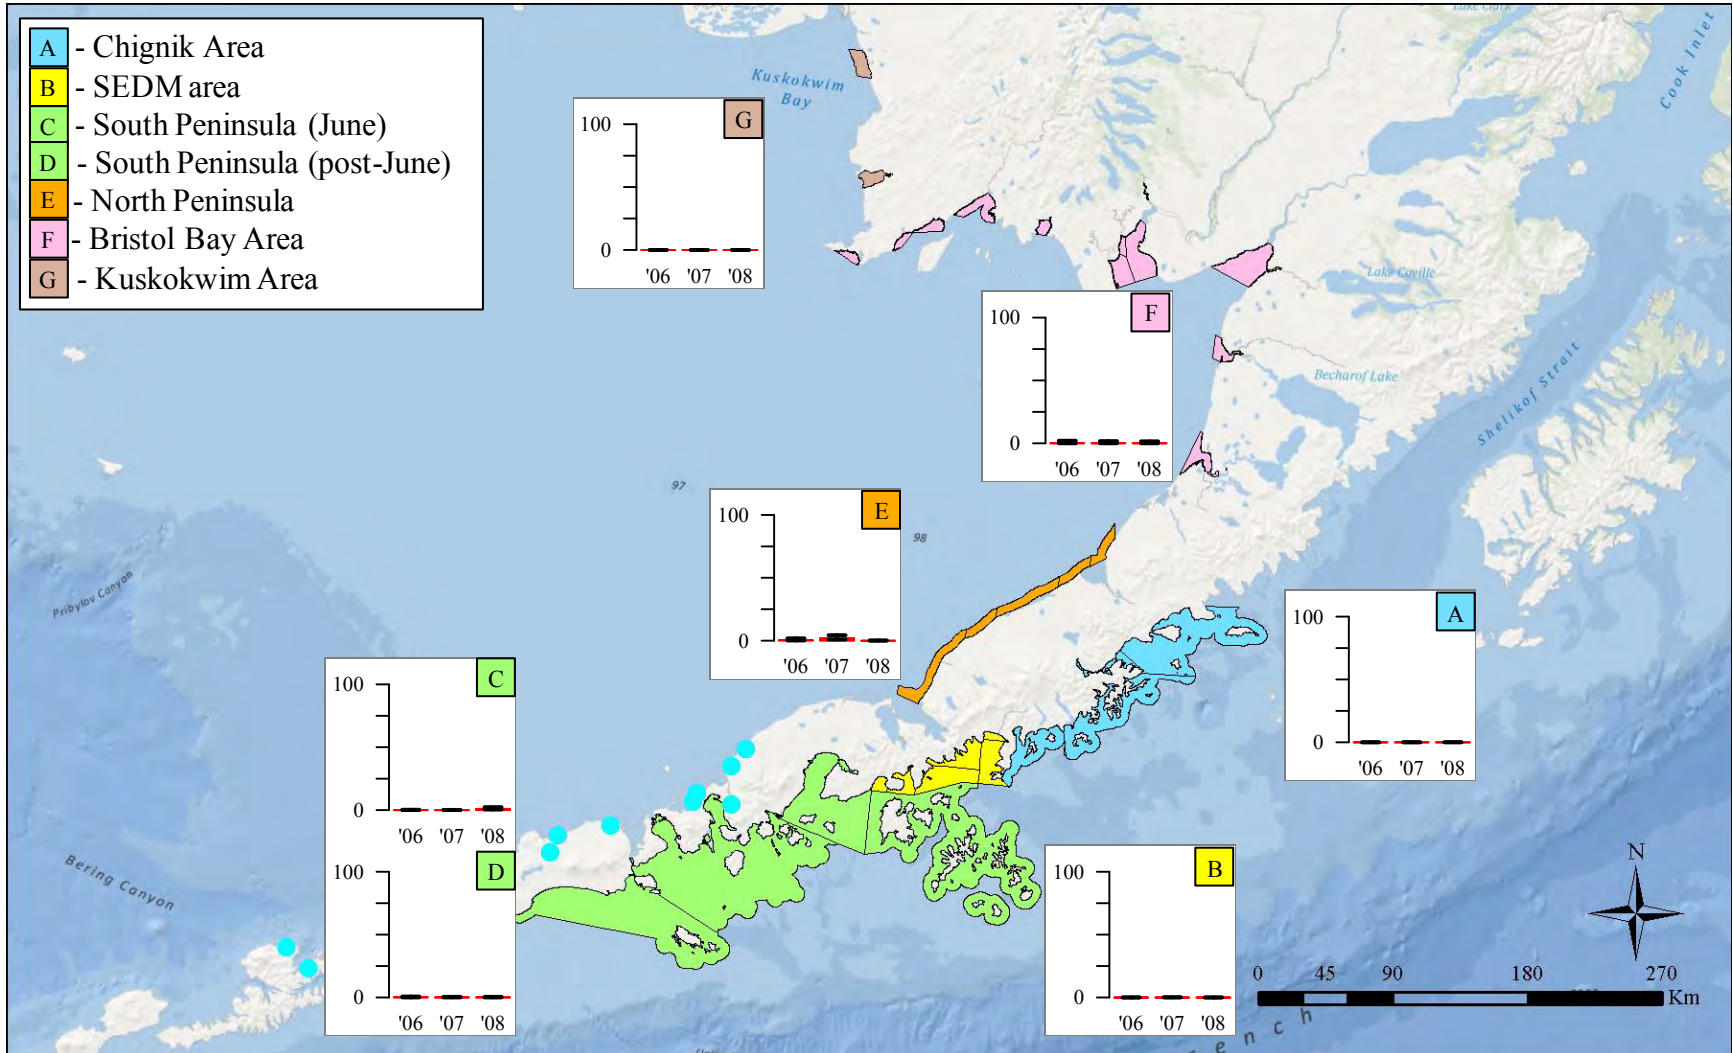 A - Chignik Area
B - SEDM area
C - South Peninsula (June)
D - South Peninsula (post-June)
E - North Peninsula
F - Bristol Bay Area
G - Kuskokwim Area
Kuskokwim
Bay
Lake Clark
Cook Inlet
G
100
0
'06 '07 '08
Lake Coville
F
100
0
'06 '07 '08
Becharof Lake
Shelikof Strait
97
98
E
100
0
'06 '07 '08
Pribylov Canyon
A
100
0
'06 '07 '08
C
100
0
'06 '07 '08
Bering Canyon
D
100
0
'06 '07 '08
B
100
0
'06 '07 '08
N
0 45 90 180 270
Km